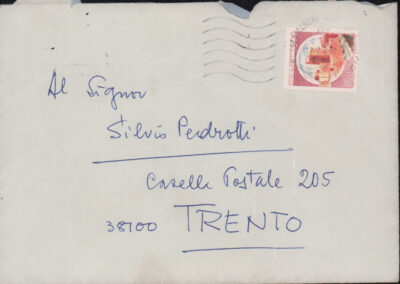 Al Signor
Silvio Pedrotti
Casella Postale 205
38100 TRENTO